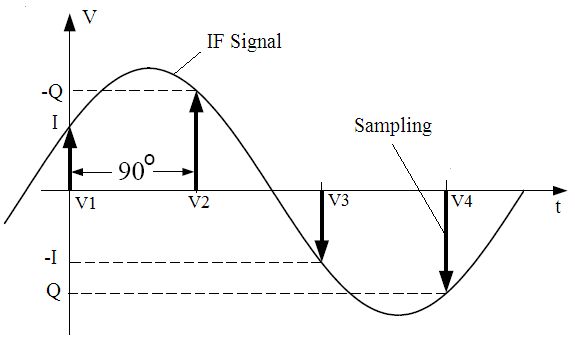 V
IF Signal
-Q
I
Sampling
90°
V1
V2
V3
V4
t
-I
Q